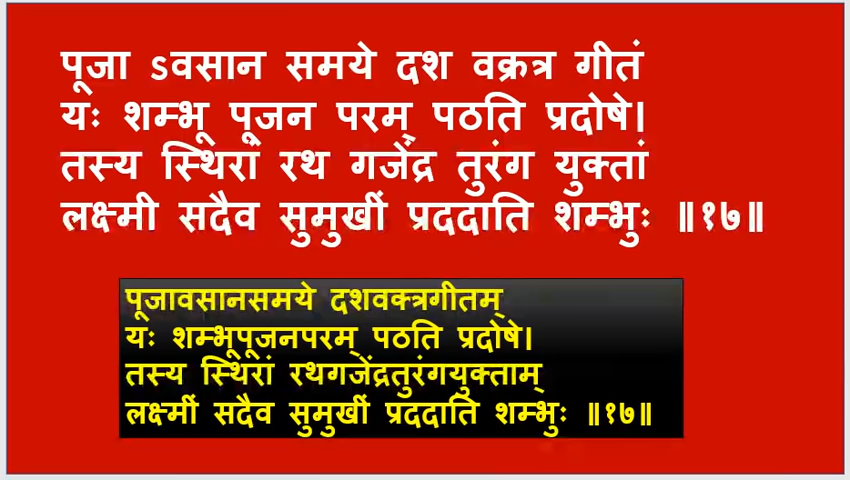 पूजा ऽवसान समये दश वक्रत्र गीतं
यः शम्भू पूजन परम् पठति प्रदोषे।
तस्य स्थिरां रथ गजेंद्र तुरंग युक्तां
लक्ष्मी सदैव सुमुखीं प्रददाति शम्भुः ॥१७॥
पूजावसानसमये दशवक्त्रगीतम्
यः शम्भूपूजनपरम् पठति प्रदोषे।
तस्य स्थिरां रथगजेंद्रतुरंगयुक्ताम्
लक्ष्मीं सदैव सुमुखीं प्रददाति शम्भुः ॥१७॥